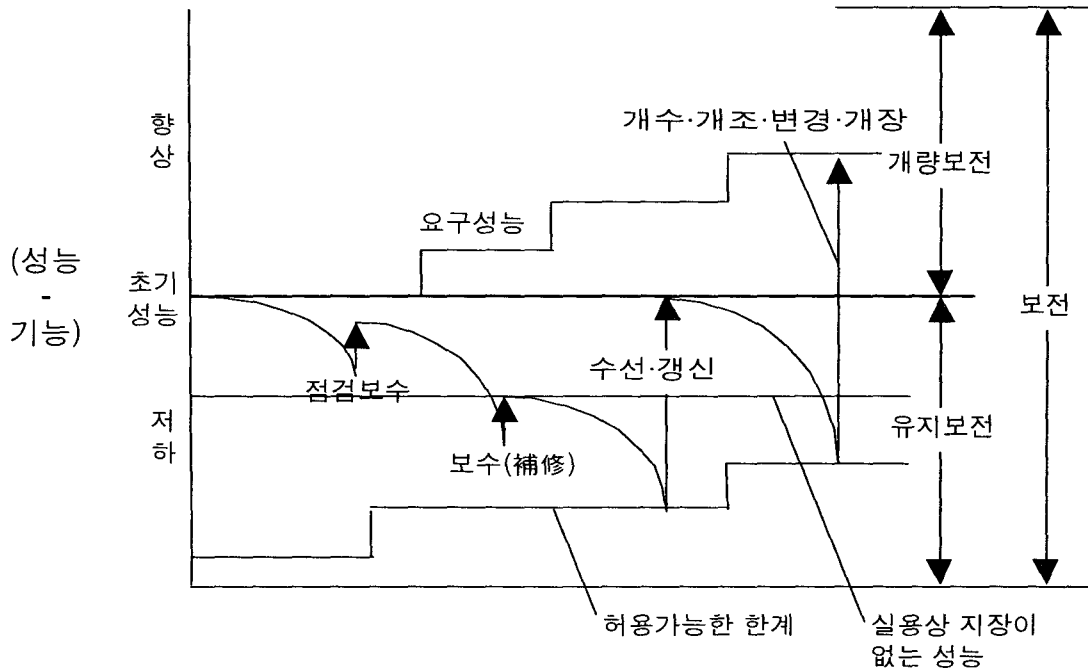 향
상
개수·개조·변경·개장
개량보전
요구성능
(성능
-
기능)
초기
성능
보전
수선·갱신
점검보수
저
하
유지보전
보수(補修)
허용가능한 한계
실용상 지장이
없는 성능